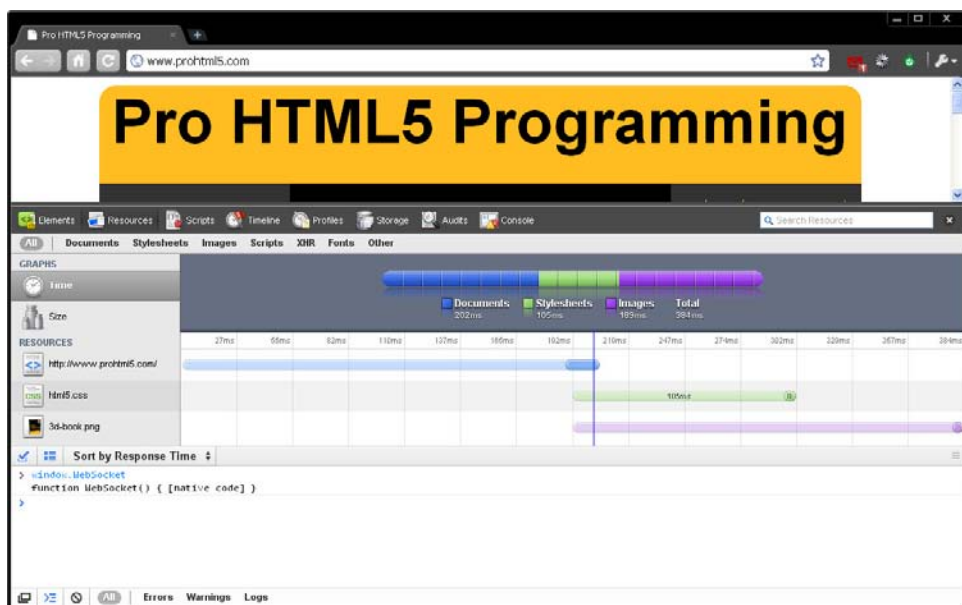 Pro HTML5 Programming
www.prohtml5.com
Pro HTML5 Programming
Elements Resources Scripts Timeline Profiles Storage Audits Console Search Resources
All Documents Stylesheets Images Scripts XHR Fonts Other
GRAPHS
Time
Size
Documents Stylesheets Images Total
202ms 105ms 189ms 384ms
RESOURCES
27ms 82ms 110ms 137ms 192ms 219ms 247ms 274ms 302ms 329ms 384ms
http://www.prohtml5.com/
html5.css
105ms
3d-book.png
Sort by Response Time
> window.WebSocket
function WebSocket() { [native code] }
>
All Errors Warnings Logs